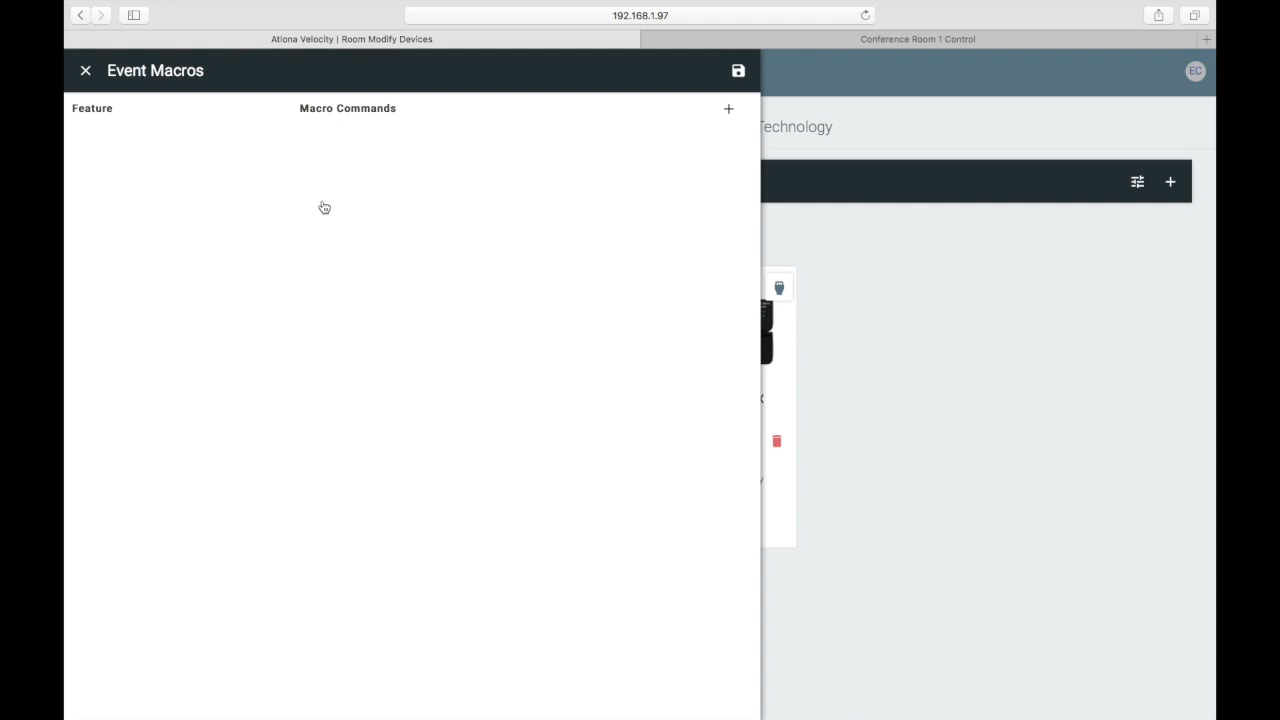 192.168.1.97
Atlona Velocity | Room Modify Devices
Conference Room 1 Control
Event Macros
EC
Feature
Macro Commands
Technology